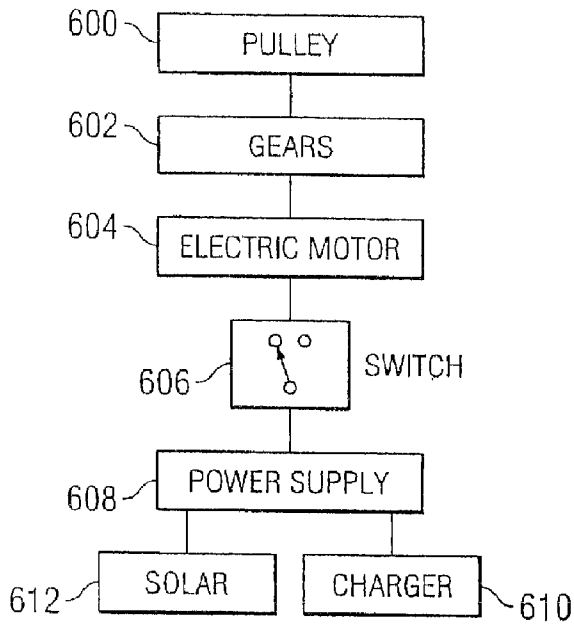 600
PULLEY
602
GEARS
604
ELECTRIC MOTOR
606
SWITCH
608
POWER SUPPLY
612
SOLAR
CHARGER
610